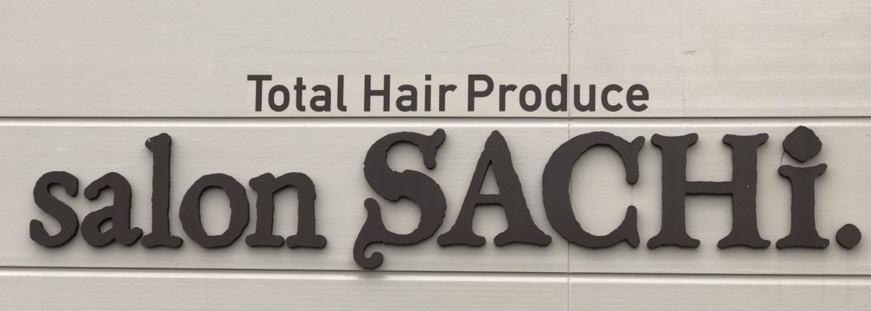 Total Hair Produce
salon SACHi.